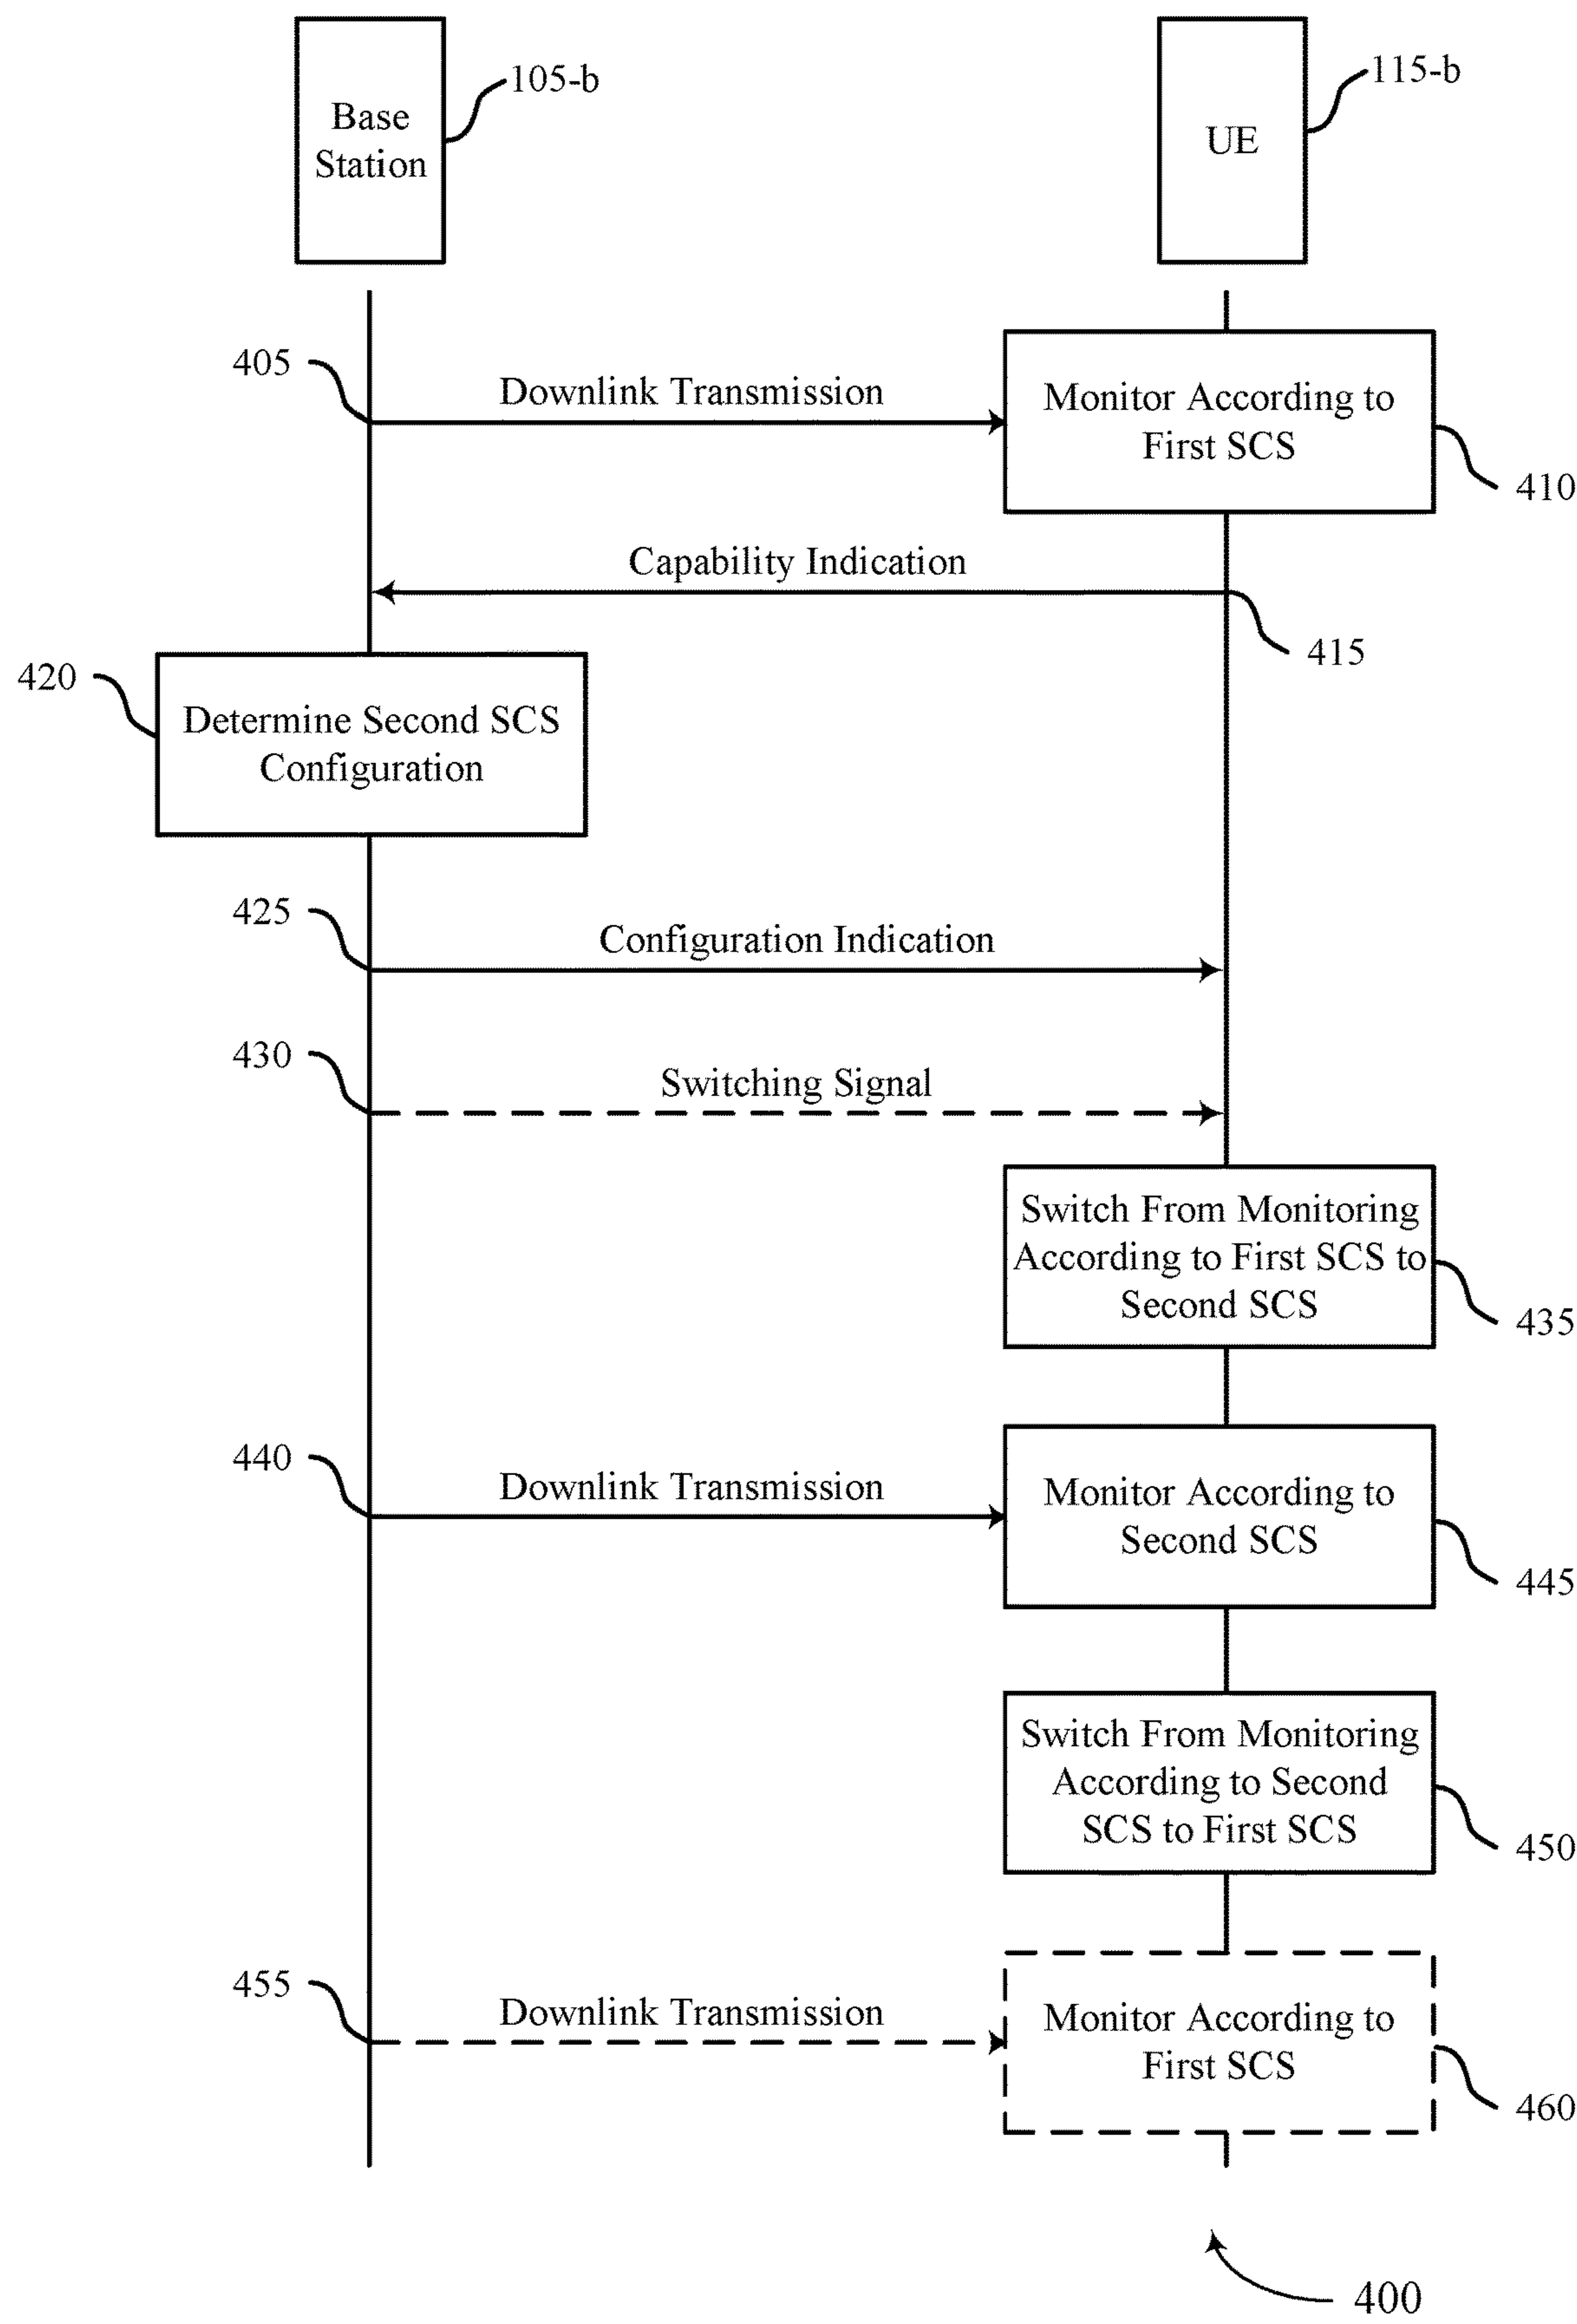 Base
Station
105-b
UE
115-b
405
Downlink Transmission
Monitor According to
First SCS
410
Capability Indication
415
420
Determine Second SCS
Configuration
425
Configuration Indication
430
Switching Signal
Switch From Monitoring
According to First SCS to
Second SCS
435
440
Downlink Transmission
Monitor According to
Second SCS
445
Switch From Monitoring
According to Second
SCS to First SCS
450
455
Downlink Transmission
Monitor According to
First SCS
460
400